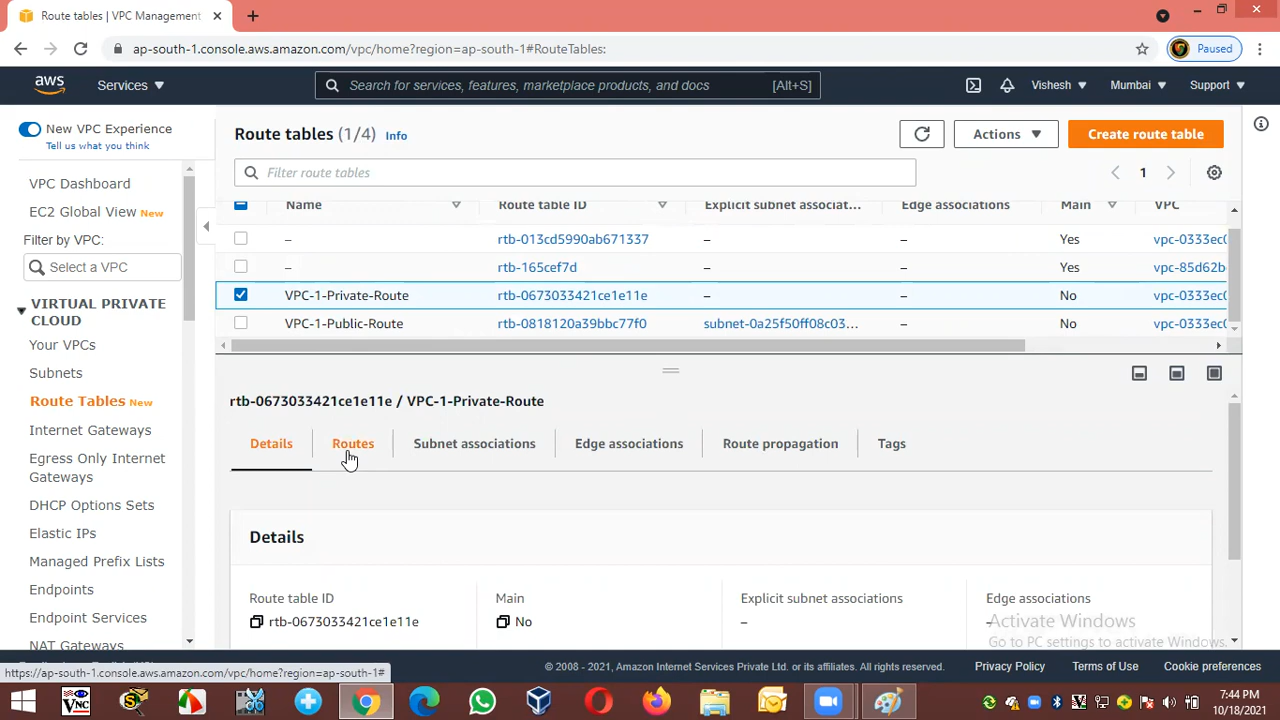 Route tables | VPC Management
ap-south-1.console.aws.amazon.com/vpc/home?region=ap-south-1#RouteTables:
Paused
aws
Services
Search for services, features, marketplace products, and docs [Alt+S]
Vishesh
Mumbai
Support
New VPC Experience
Tell us what you think
VPC Dashboard
EC2 Global View New
Filter by VPC:
Select a VPC
VIRTUAL PRIVATE
CLOUD
Your VPCs
Subnets
Route Tables New
Internet Gateways
Egress Only Internet
Gateways
DHCP Options Sets
Elastic IPs
Managed Prefix Lists
Endpoints
Endpoint Services
NAT Gateways
Route tables (1/4) Info
Actions
Create route table
Filter route tables
1
Name Route table ID Explicit subnet associat... Edge associations Main VPC
– rtb-013cd5990ab671337 – – Yes vpc-0333ec0
– rtb-165cef7d – – Yes vpc-85d62b
VPC-1-Private-Route rtb-0673033421ce1e11e – – No vpc-0333ec0
VPC-1-Public-Route rtb-0818120a39bbc77f0 subnet-0a25f50ff08c03... – No vpc-0333ec0
rtb-0673033421ce1e11e / VPC-1-Private-Route
Details Routes Subnet associations Edge associations Route propagation Tags
Details
Route table ID
rtb-0673033421ce1e11e
Main
No
Explicit subnet associations
–
Edge associations
–
Activate Windows
Go to PC settings to activate Windows.
https://ap-south-1.console.aws.amazon.com/vpc/home?region=ap-south-1#
© 2008 - 2021, Amazon Internet Services Private Ltd. or its affiliates. All rights reserved.
Privacy Policy Terms of Use Cookie preferences
7:44 PM
10/18/2021